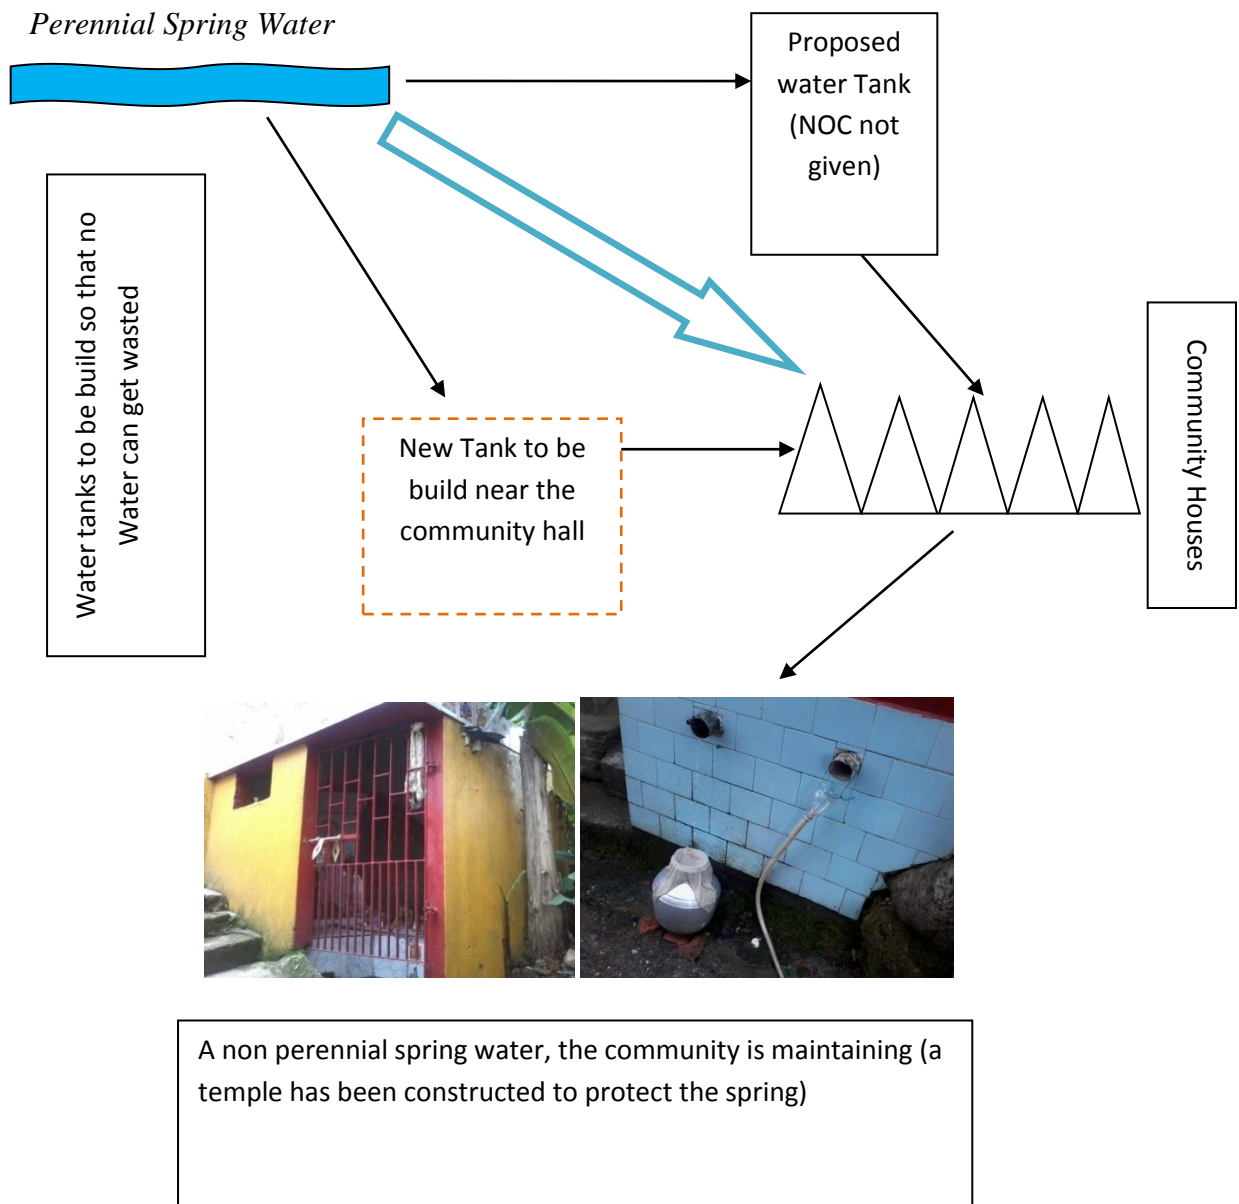 Perennial Spring Water
Proposed
water Tank
(NOC not
given)
Water tanks to be build so that no
Water can get wasted
New Tank to be
build near the
community hall
Community Houses
A non perennial spring water, the community is maintaining (a
temple has been constructed to protect the spring)